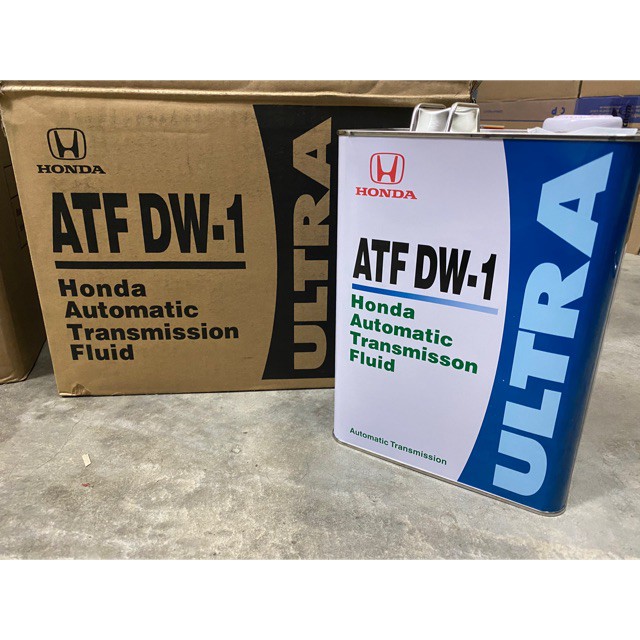 HONDA
ATF DW-1
Honda
Automatic
Transmission
Fluid
ULTRA
HONDA
ATF DW-1
Honda
Automatic
Transmisson
Fluid
Automatic Transmission
ULTRA